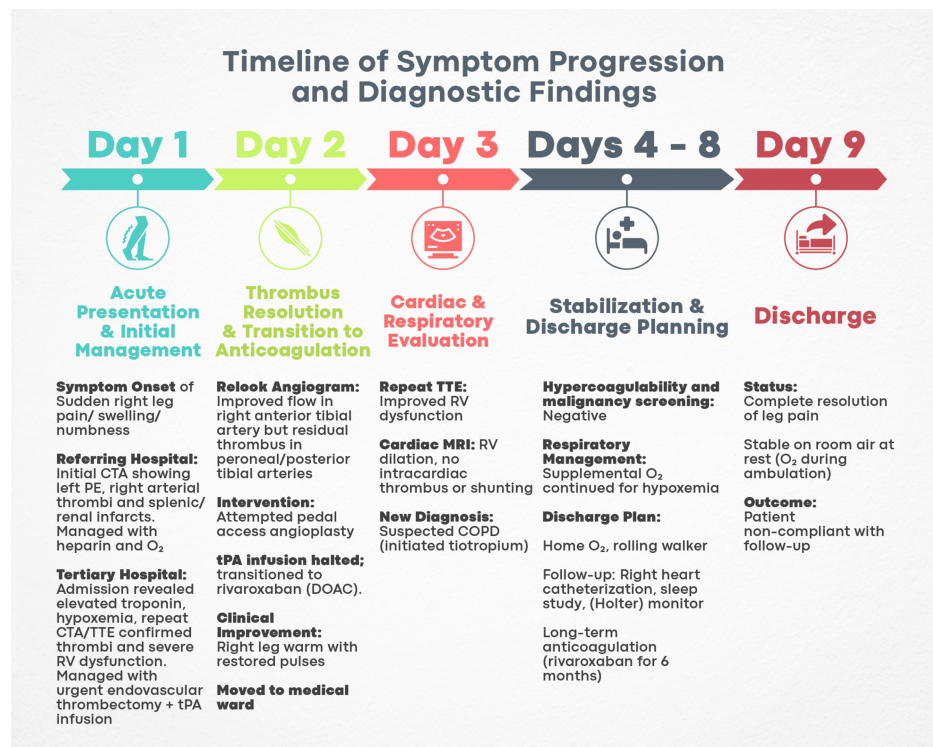 Timeline of Symptom Progression
and Diagnostic Findings
Day 1
Acute
Presentation
& Initial
Management
Symptom Onset of
Sudden right leg
pain/ swelling/
numbness
Referring Hospital:
Initial CTA showing
left PE, right arterial
thrombi and splenic/
renal infarcts.
Managed with
heparin and O₂
Tertiary Hospital:
Admission revealed
elevated troponin,
hypoxemia, repeat
CTA/TTE confirmed
thrombi and severe
RV dysfunction.
Managed with
urgent endovascular
thrombectomy + tPA
infusion
Day 2
Thrombus
Resolution
& Transition to
Anticoagulation
Relook Angiogram:
Improved flow in
right anterior tibial
artery but residual
thrombus in
peroneal/posterior
tibial arteries
Intervention:
Attempted pedal
access angioplasty
tPA infusion halted;
transitioned to
rivaroxaban (DOAC).
Clinical
Improvement:
Right leg warm with
restored pulses
Moved to medical
ward
Day 3
Cardiac &
Respiratory
Evaluation
Repeat TTE:
Improved RV
dysfunction
Cardiac MRI: RV
dilation, no
intracardiac
thrombus or shunting
New Diagnosis:
Suspected COPD
(initiated tiotropium)
Days 4 - 8
Stabilization &
Discharge Planning
Hypercoagulability and
malignancy screening:
Negative
Respiratory
Management:
Supplemental O₂
continued for hypoxemia
Discharge Plan:
Home O₂, rolling walker
Follow-up: Right heart
catheterization, sleep
study, (Holter) monitor
Long-term
anticoagulation
(rivaroxaban for 6
months)
Day 9
Discharge
Status:
Complete resolution
of leg pain
Stable on room air at
rest (O₂ during
ambulation)
Outcome:
Patient
non-compliant with
follow-up